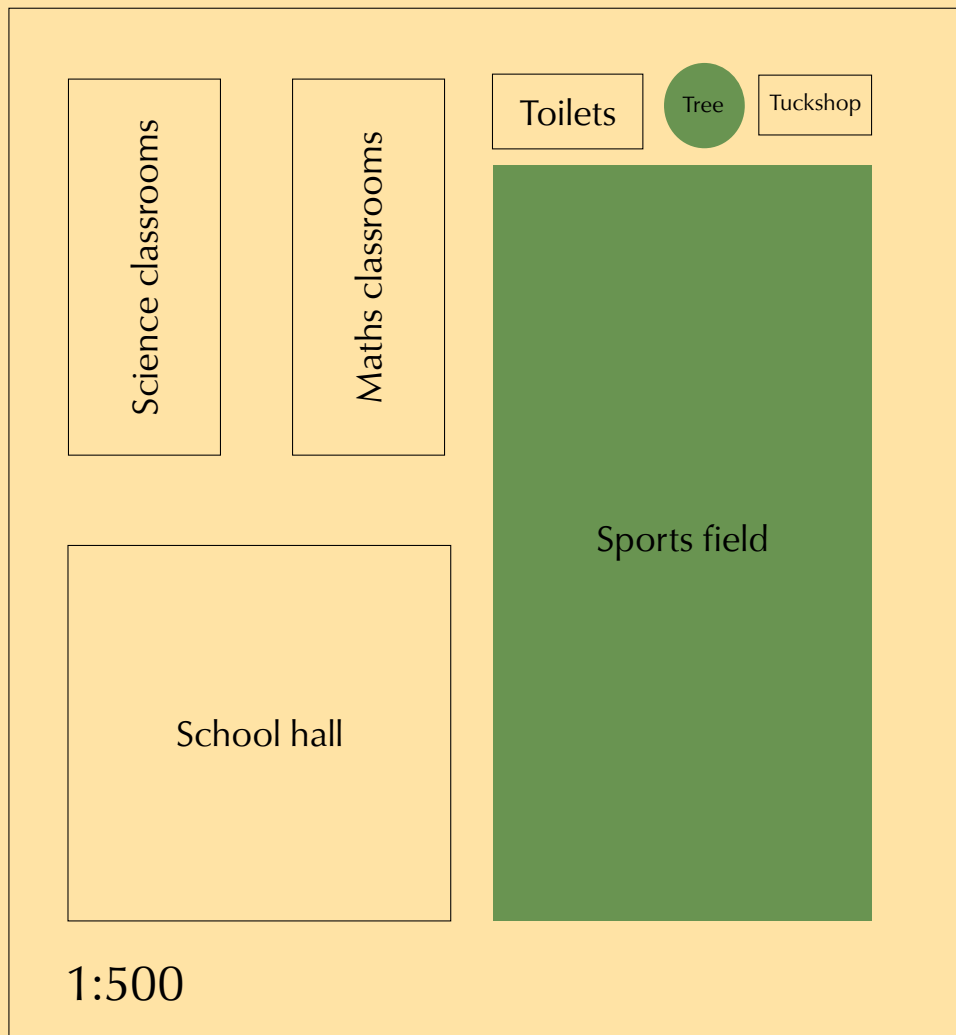 Science classrooms
Maths classrooms
Toilets
Tree
Tuckshop
Sports field
School hall
1:500